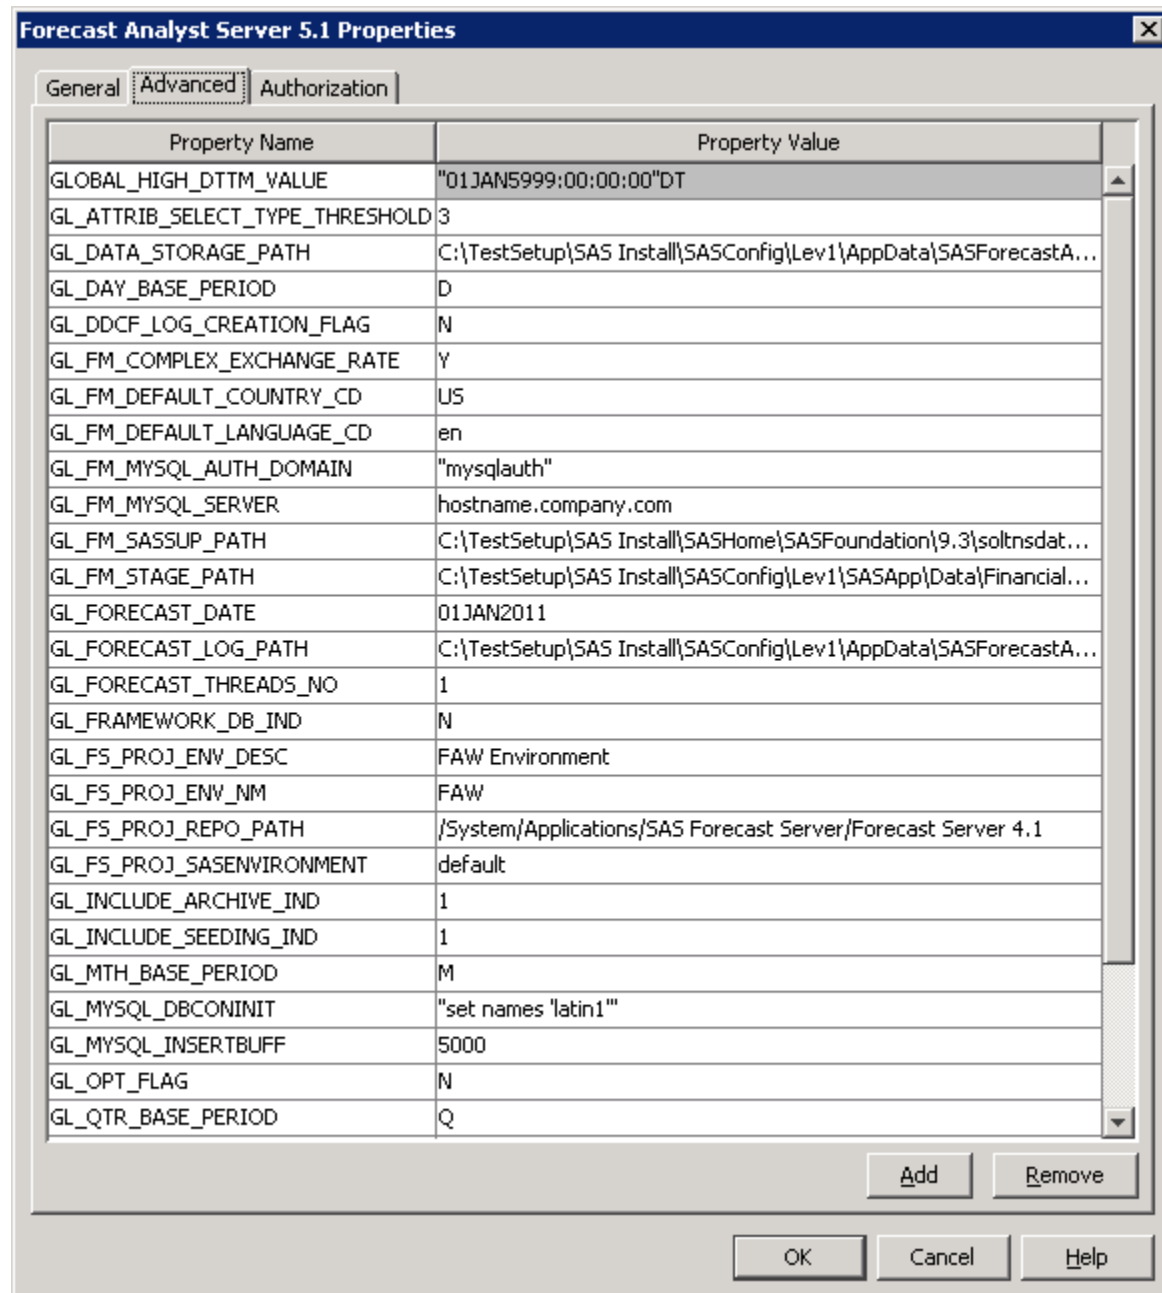 Forecast Analyst Server 5.1 Properties
General Advanced Authorization
Property Name Property Value
GLOBAL_HIGH_DTTM_VALUE "01JAN5999:00:00:00"DT
GL_ATTRIB_SELECT_TYPE_THRESHOLD 3
GL_DATA_STORAGE_PATH C:\TestSetup\SAS Install\SASConfig\Lev1\AppData\SASForecastA...
GL_DAY_BASE_PERIOD D
GL_DDCF_LOG_CREATION_FLAG N
GL_FM_COMPLEX_EXCHANGE_RATE Y
GL_FM_DEFAULT_COUNTRY_CD US
GL_FM_DEFAULT_LANGUAGE_CD en
GL_FM_MYSQL_AUTH_DOMAIN "mysqlauth"
GL_FM_MYSQL_SERVER hostname.company.com
GL_FM_SASSUP_PATH C:\TestSetup\SAS Install\SASHome\SASFoundation\9.3\soltnsdat...
GL_FM_STAGE_PATH C:\TestSetup\SAS Install\SASConfig\Lev1\SASApp\Data\Financial...
GL_FORECAST_DATE 01JAN2011
GL_FORECAST_LOG_PATH C:\TestSetup\SAS Install\SASConfig\Lev1\AppData\SASForecastA...
GL_FORECAST_THREADS_NO 1
GL_FRAMEWORK_DB_IND N
GL_FS_PROJ_ENV_DESC FAW Environment
GL_FS_PROJ_ENV_NM FAW
GL_FS_PROJ_REPO_PATH /System/Applications/SAS Forecast Server/Forecast Server 4.1
GL_FS_PROJ_SASENVIRONMENT default
GL_INCLUDE_ARCHIVE_IND 1
GL_INCLUDE_SEEDING_IND 1
GL_MTH_BASE_PERIOD M
GL_MYSQL_DBCONINIT "set names 'latin1'"
GL_MYSQL_INSERTBUFF 5000
GL_OPT_FLAG N
GL_QTR_BASE_PERIOD Q
Add Remove
OK Cancel Help